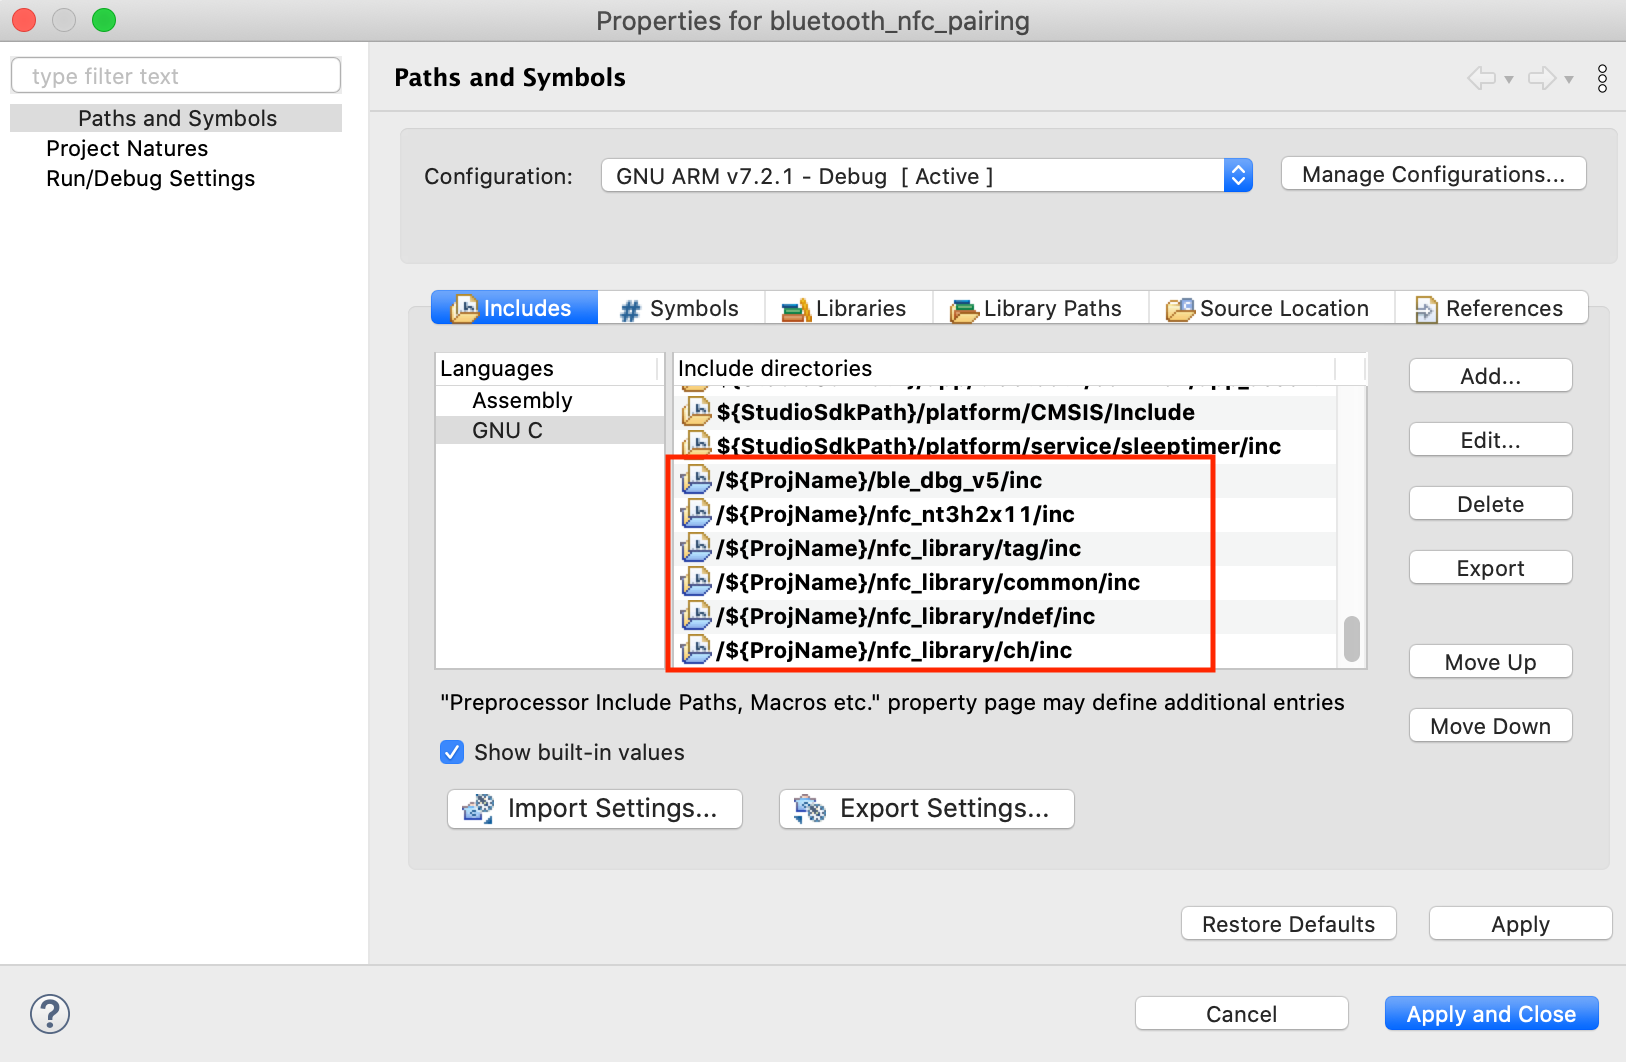 Properties for bluetooth_nfc_pairing
type filter text
Paths and Symbols
Project Natures
Run/Debug Settings
Paths and Symbols
Configuration:
GNU ARM v7.2.1 - Debug  [ Active ]
Manage Configurations...
Includes
# Symbols
Libraries
Library Paths
Source Location
References
Languages
Assembly
GNU C
Include directories
${StudioSdkPath}/platform/CMSIS/Include
${StudioSdkPath}/platform/service/sleeptimer/inc
/${ProjName}/ble_dbg_v5/inc
/${ProjName}/nfc_nt3h2x11/inc
/${ProjName}/nfc_library/tag/inc
/${ProjName}/nfc_library/common/inc
/${ProjName}/nfc_library/ndef/inc
/${ProjName}/nfc_library/ch/inc
Add...
Edit...
Delete
Export
Move Up
Move Down
"Preprocessor Include Paths, Macros etc." property page may define additional entries
Show built-in values
Import Settings...
Export Settings...
Restore Defaults
Apply
?
Cancel
Apply and Close